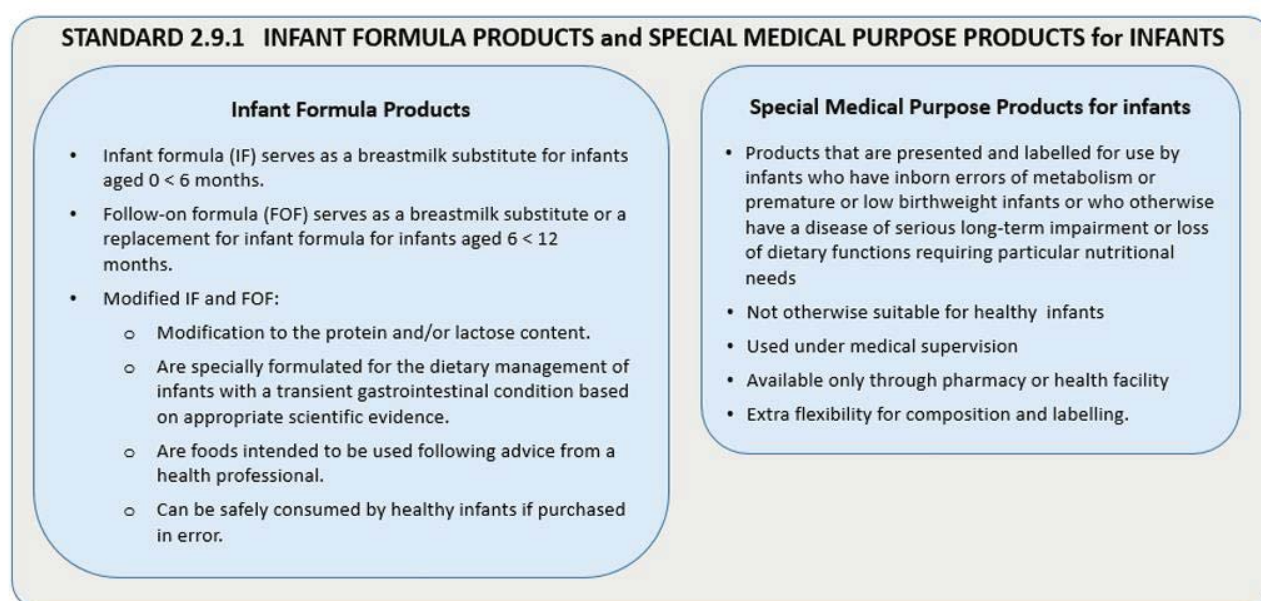 STANDARD 2.9.1 INFANT FORMULA PRODUCTS and SPECIAL MEDICAL PURPOSE PRODUCTS for INFANTS
Infant Formula Products
• Infant formula (IF) serves as a breastmilk substitute for infants
aged 0 < 6 months.
• Follow-on formula (FOF) serves as a breastmilk substitute or a
replacement for infant formula for infants aged 6 < 12
months.
• Modified IF and FOF:
o Modification to the protein and/or lactose content.
o Are specially formulated for the dietary management of
infants with a transient gastrointestinal condition based
on appropriate scientific evidence.
o Are foods intended to be used following advice from a
health professional.
o Can be safely consumed by healthy infants if purchased
in error.
Special Medical Purpose Products for infants
• Products that are presented and labelled for use by
infants who have inborn errors of metabolism or
premature or low birthweight infants or who otherwise
have a disease of serious long-term impairment or loss
of dietary functions requiring particular nutritional
needs
• Not otherwise suitable for healthy infants
• Used under medical supervision
• Available only through pharmacy or health facility
• Extra flexibility for composition and labelling.